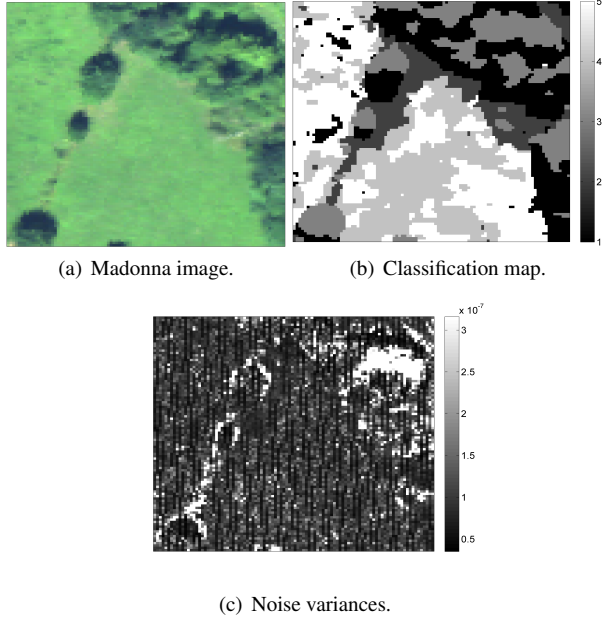 5
4
3
2
1
(a) Madonna image.
(b) Classification map.
x 10⁻⁷
3
2.5
2
1.5
1
0.5
(c) Noise variances.